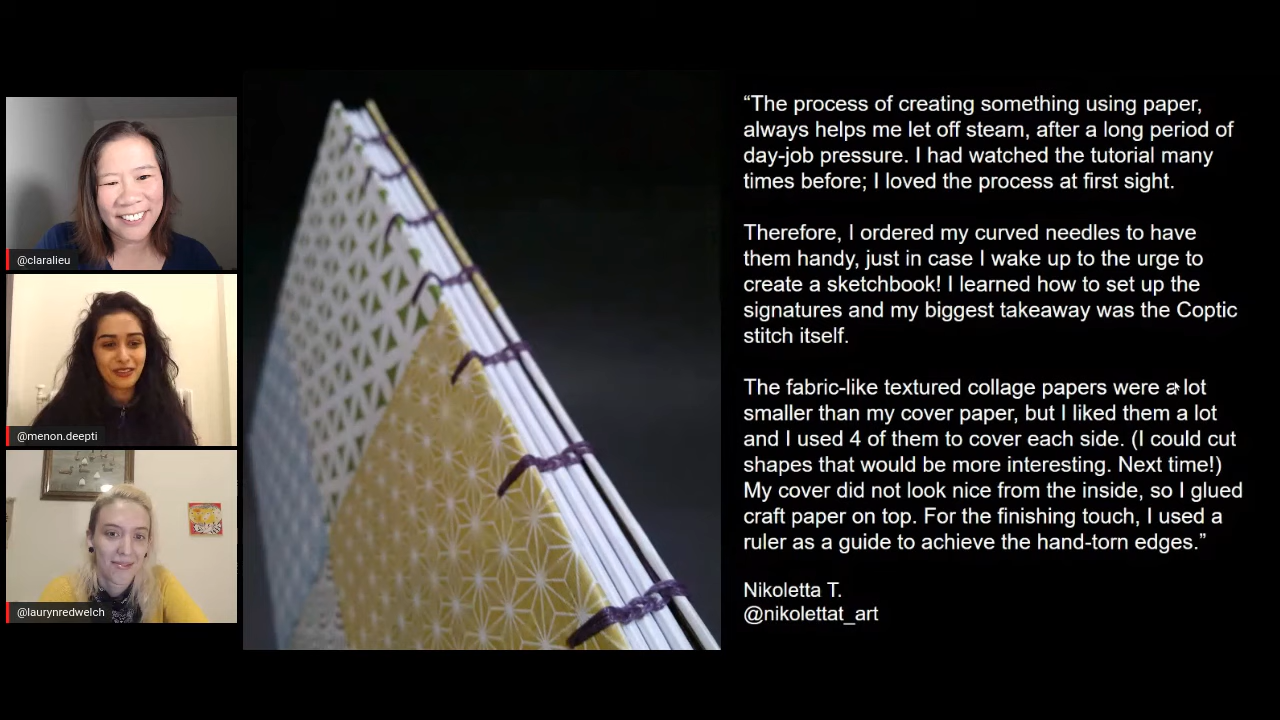 @claralieu
@menon.deepti
@laurynredwelch
“The process of creating something using paper,
always helps me let off steam, after a long period of
day-job pressure. I had watched the tutorial many
times before; I loved the process at first sight.
Therefore, I ordered my curved needles to have
them handy, just in case I wake up to the urge to
create a sketchbook! I learned how to set up the
signatures and my biggest takeaway was the Coptic
stitch itself.
The fabric-like textured collage papers were a lot
smaller than my cover paper, but I liked them a lot
and I used 4 of them to cover each side. (I could cut
shapes that would be more interesting. Next time!)
My cover did not look nice from the inside, so I glued
craft paper on top. For the finishing touch, I used a
ruler as a guide to achieve the hand-torn edges.”
Nikoletta T.
@nikolettat_art